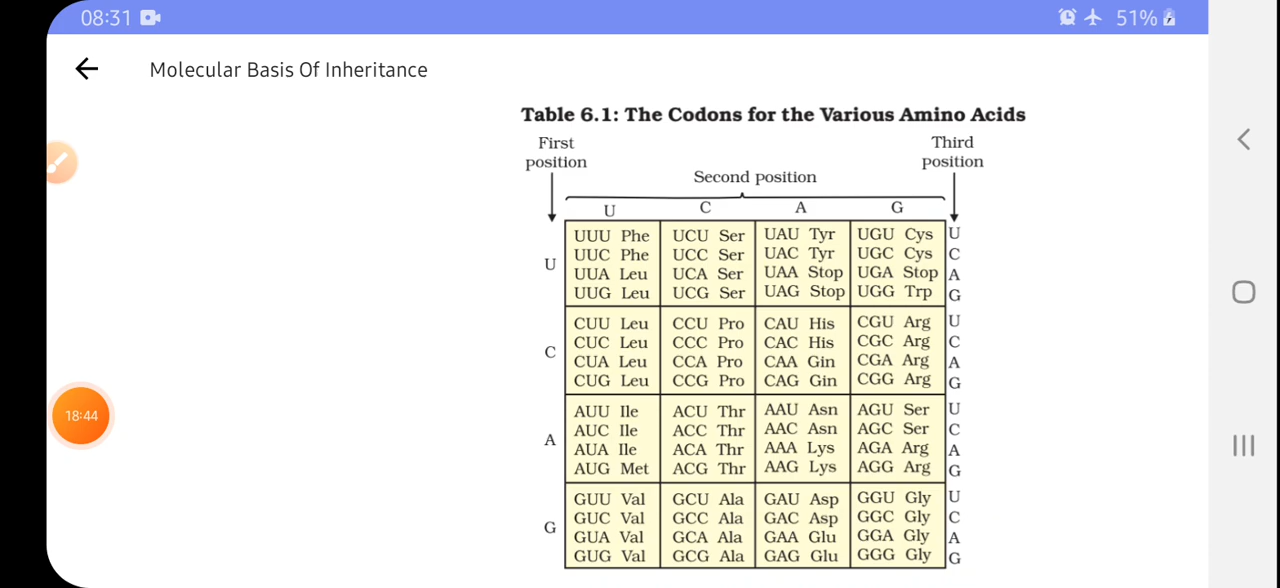 08:31 51%
Molecular Basis Of Inheritance
Table 6.1: The Codons for the Various Amino Acids
First position
Third position
Second position
U C A G
UUU Phe UCU Ser UAU Tyr UGU Cys U
UUC Phe UCC Ser UAC Tyr UGC Cys C
U
UUA Leu UCA Ser UAA Stop UGA Stop A
UUG Leu UCG Ser UAG Stop UGG Trp G
CUU Leu CCU Pro CAU His CGU Arg U
CUC Leu CCC Pro CAC His CGC Arg C
C
CUA Leu CCA Pro CAA Gin CGA Arg A
CUG Leu CCG Pro CAG Gin CGG Arg G
18:44
AUU Ile ACU Thr AAU Asn AGU Ser U
AUC Ile ACC Thr AAC Asn AGC Ser C
A
AUA Ile ACA Thr AAA Lys AGA Arg A
AUG Met ACG Thr AAG Lys AGG Arg G
GUU Val GCU Ala GAU Asp GGU Gly U
GUC Val GCC Ala GAC Asp GGC Gly C
G
GUA Val GCA Ala GAA Glu GGA Gly A
GUG Val GCG Ala GAG Glu GGG Gly G